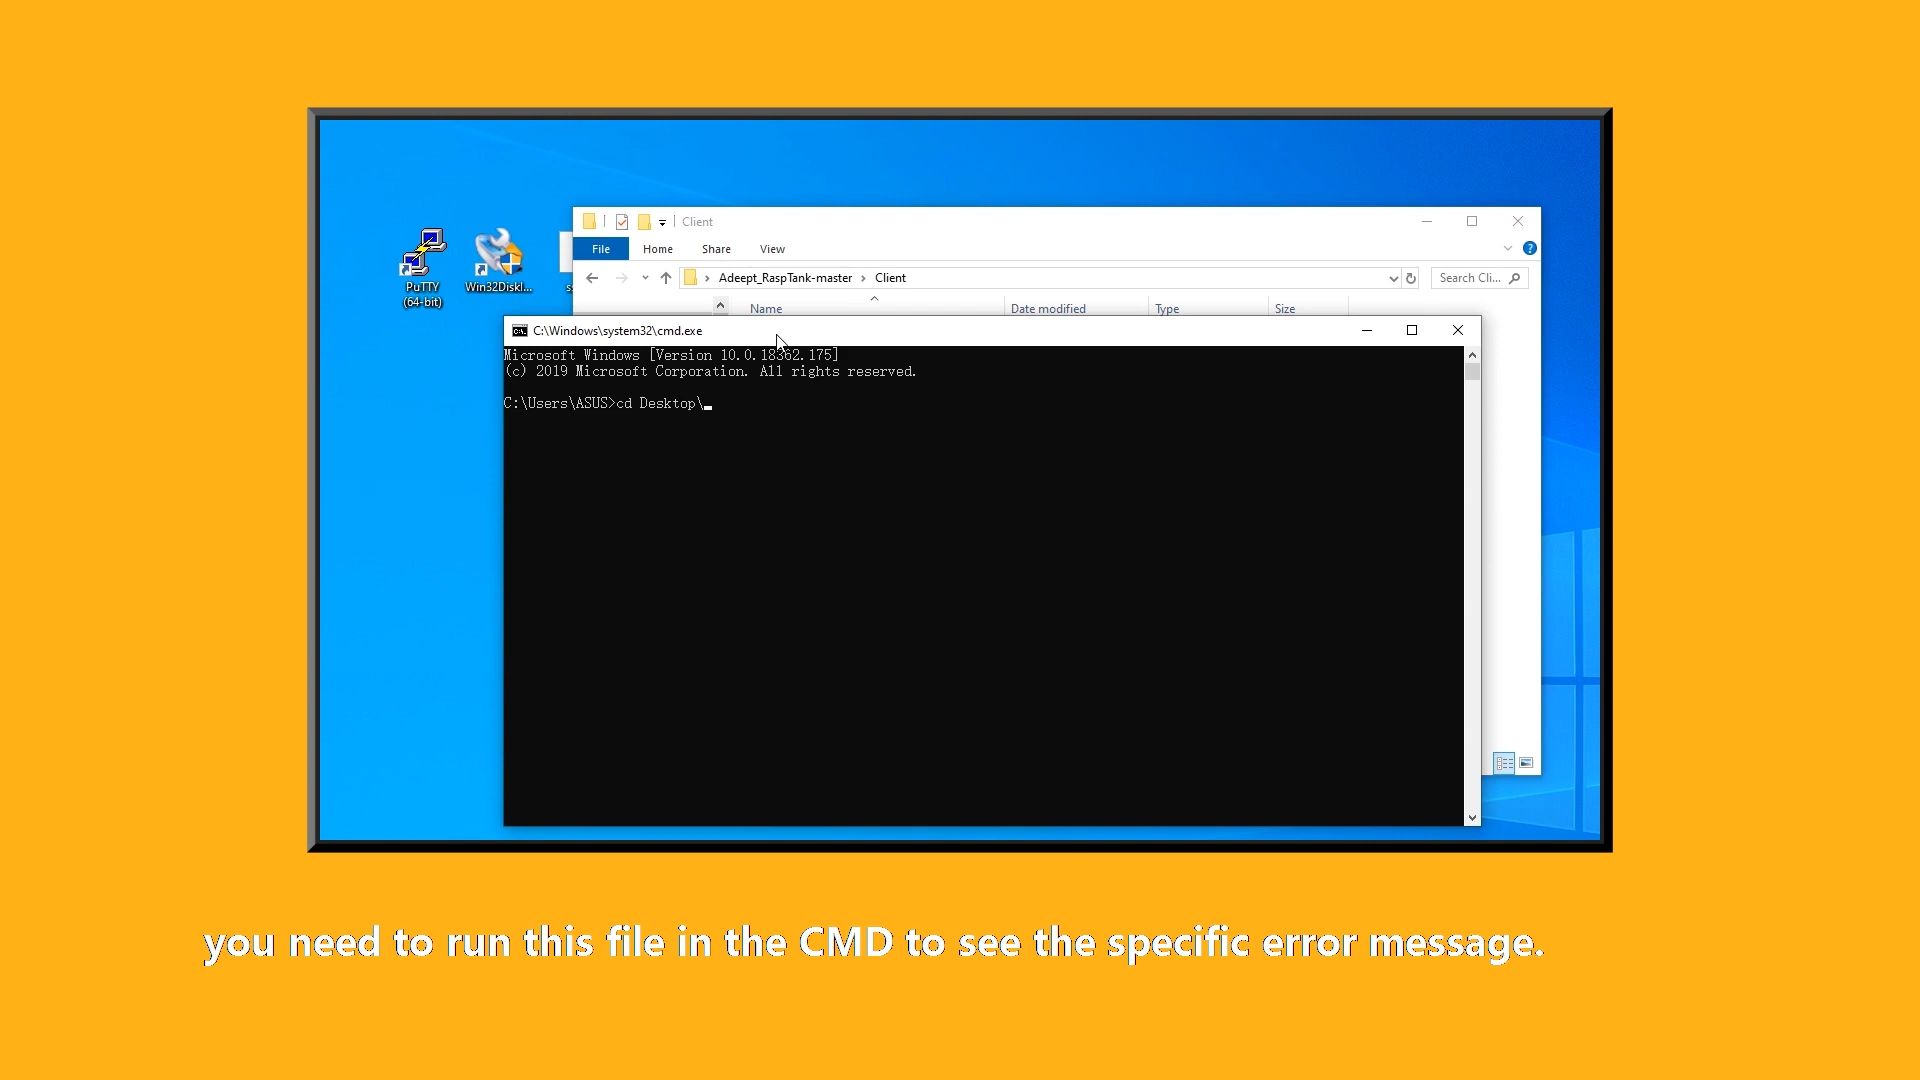 PuTTY
(64-bit)
Win32DiskI...
Client
File
Home
Share
View
Adeept_RaspTank-master
Client
Search Cli...
Name
Date modified
Type
Size
C:\Windows\system32\cmd.exe
Microsoft Windows [Version 10.0.18362.175]
(c) 2019 Microsoft Corporation. All rights reserved.
C:\Users\ASUS>cd Desktop\
you need to run this file in the CMD to see the specific error message.